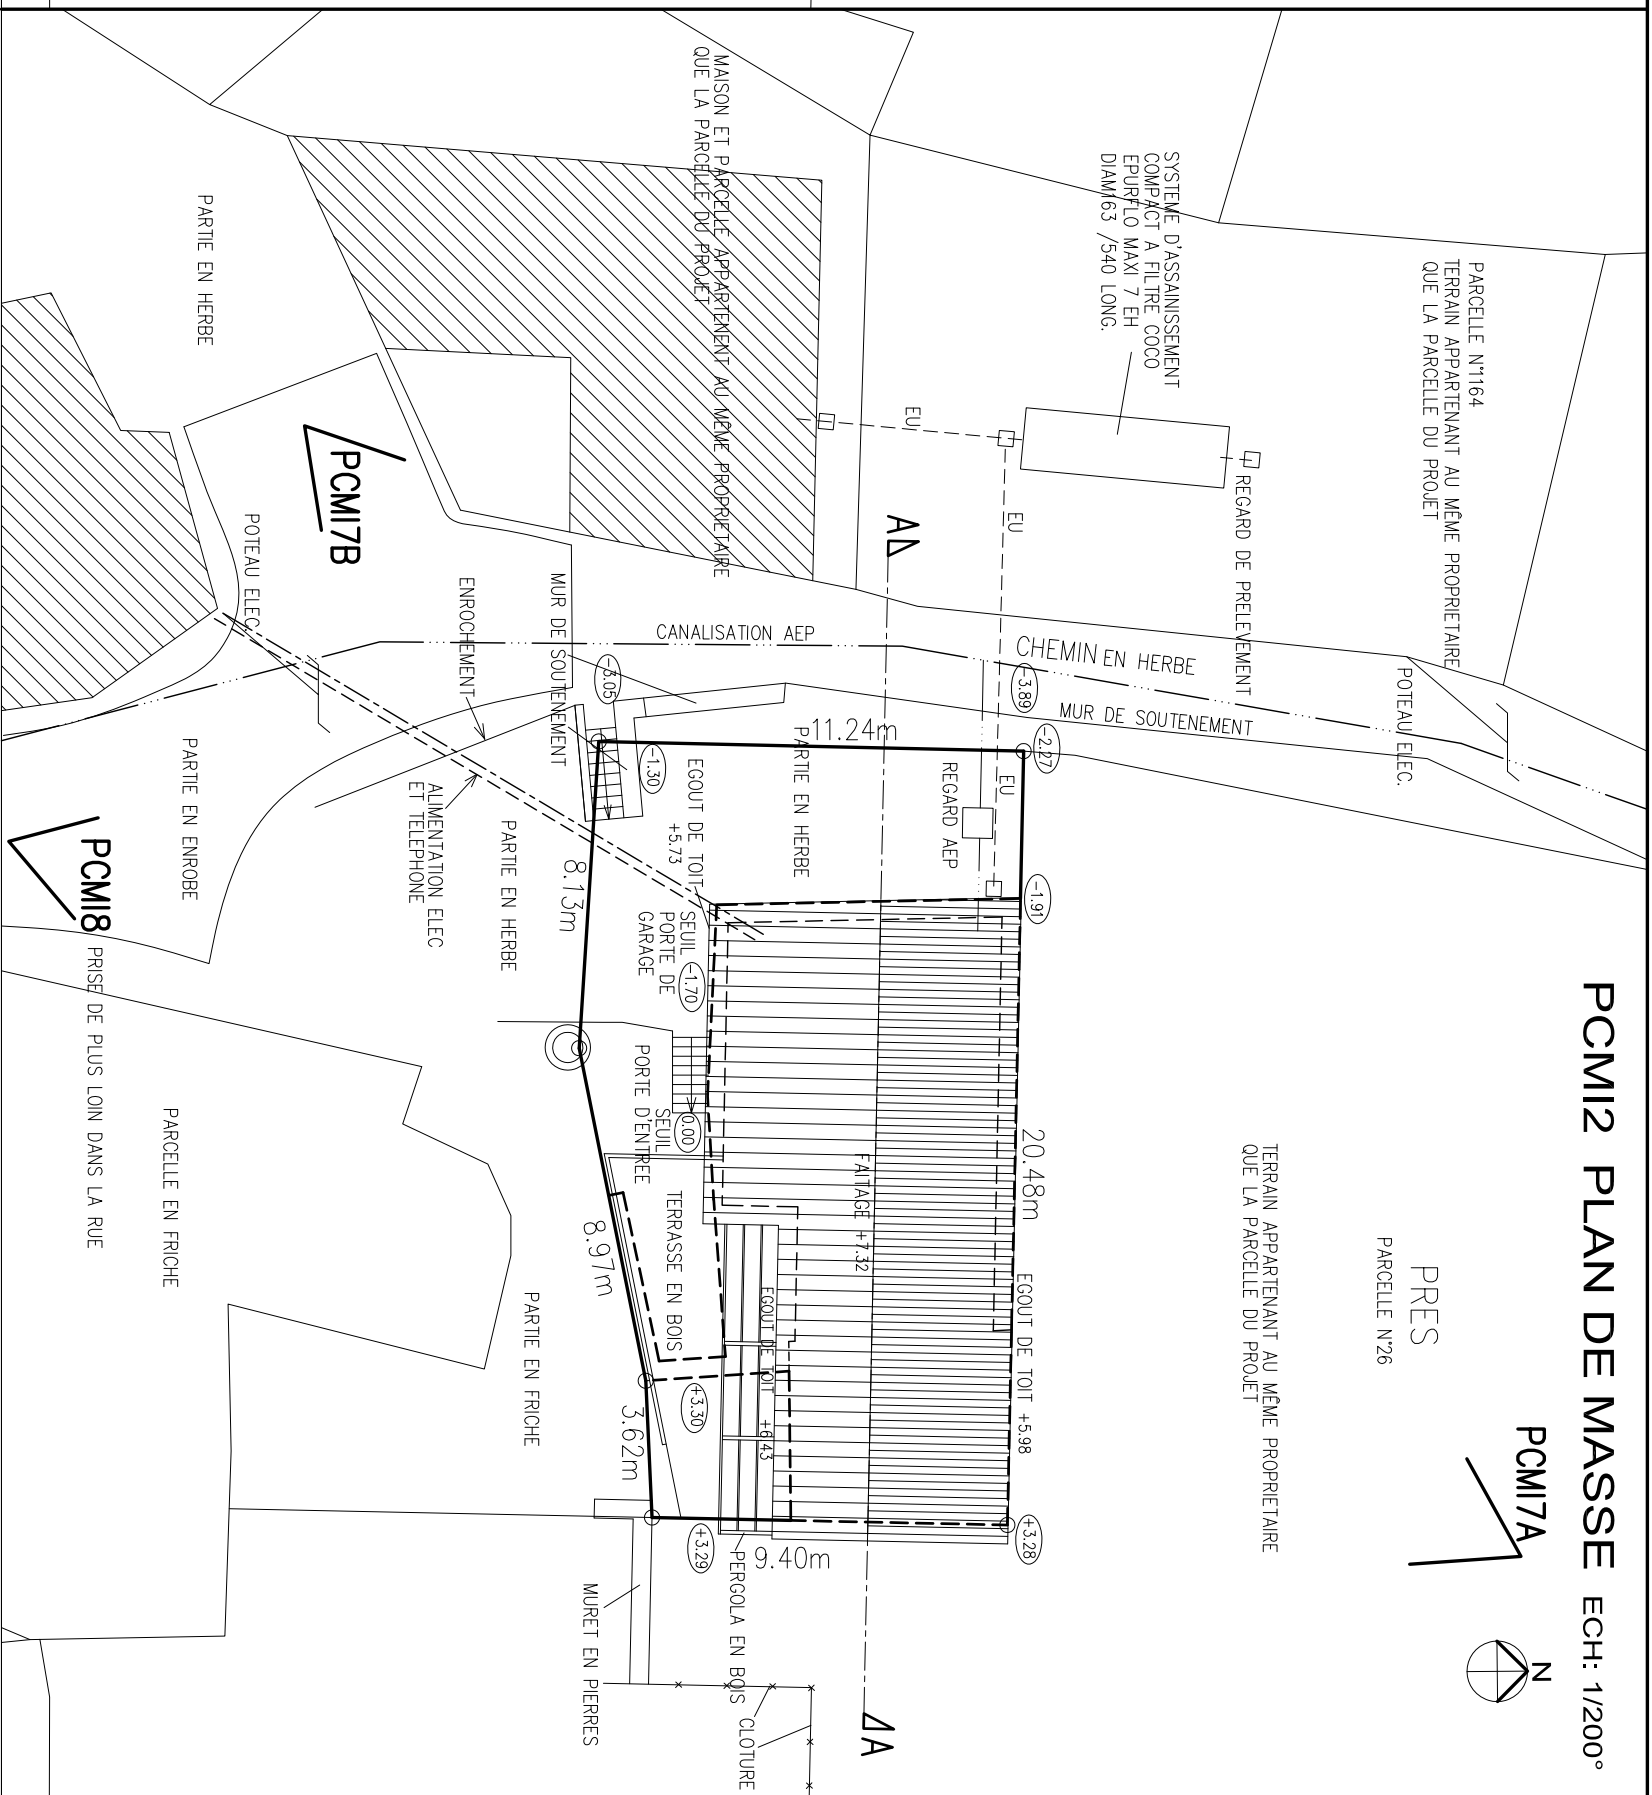 PCMI2 PLAN DE MASSE ECH: 1/200°
N
PCMI7A
PARCELLE N°1164
TERRAIN APPARTENANT AU MÊME PROPRIETAIRE
QUE LA PARCELLE DU PROJET
PRES
PARCELLE N°26
TERRAIN APPARTENANT AU MÊME PROPRIETAIRE
QUE LA PARCELLE DU PROJET
POTEAU ELEC.
REGARD DE PRELEVEMENT
SYSTEME D'ASSAINISSEMENT
COMPACT A FILTRE COCO
EPURFLO MAXI 7 EH
DIAM163 /540 LONG.
CHEMIN EN HERBE
MUR DE SOUTENEMENT
EU
EU
EU
-3.89
-2.27
-1.91
20.48m
EGOUT DE TOIT +5.98
+3.28
REGARD AEP
A
A
FAITAGE +7.32
11.24m
PARTIE EN HERBE
CANALISATION AEP
MAISON ET PARCELLE APPARTENENT AU MÊME PROPRIETAIRE
QUE LA PARCELLE DU PROJET
EGOUT DE TOIT
+5.73
EGOUT DE TOIT +6.43
9.40m
PERGOLA EN BOIS
CLOTURE
-3.05
-1.30
SEUIL
PORTE DE
GARAGE
-1.70
0.00
SEUIL
PORTE D'ENTREE
TERRASSE EN BOIS
+3.30
+3.29
MUR DE SOUTENEMENT
8.13m
8.97m
3.62m
MURET EN PIERRES
ENROCHEMENT
PARTIE EN HERBE
PARTIE EN FRICHE
ALIMENTATION ELEC
ET TELEPHONE
PCMI7B
POTEAU ELEC.
PARTIE EN HERBE
PARTIE EN ENROBE
PARCELLE EN FRICHE
PCMI8
PRISE DE PLUS LOIN DANS LA RUE